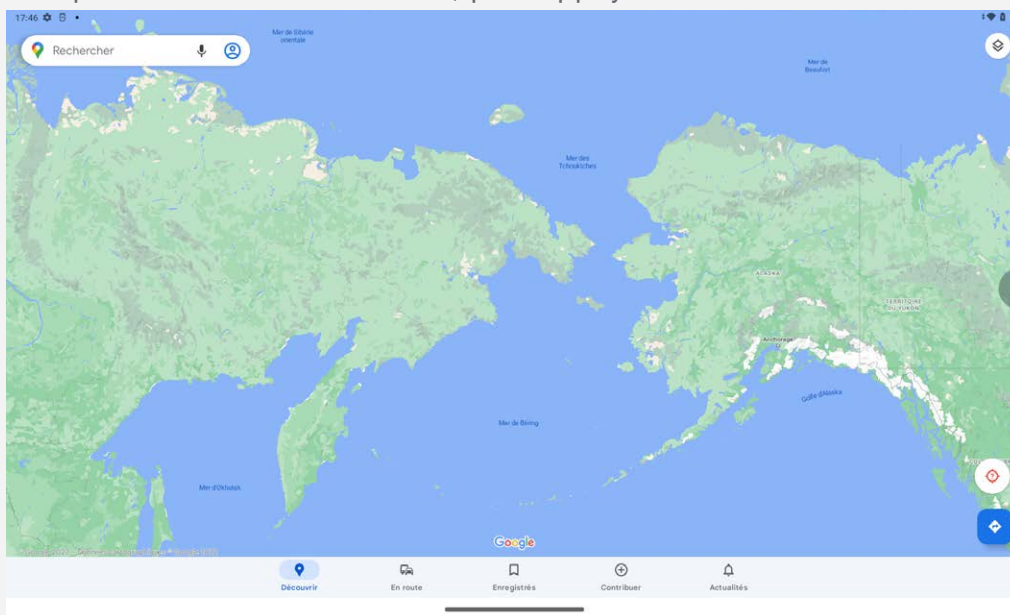 17:46
Rechercher
Mer de Sibérie
orientale
Mer de
Beaufort
Mer des
Tchouktches
ALASKA
TERRITOIRE
DU YUKON
Anchorage
Golfe d'Alaska
Mer de Béring
Mer d'Okhotsk
Google
Découvrir
En route
Enregistrés
Contribuer
Actualités